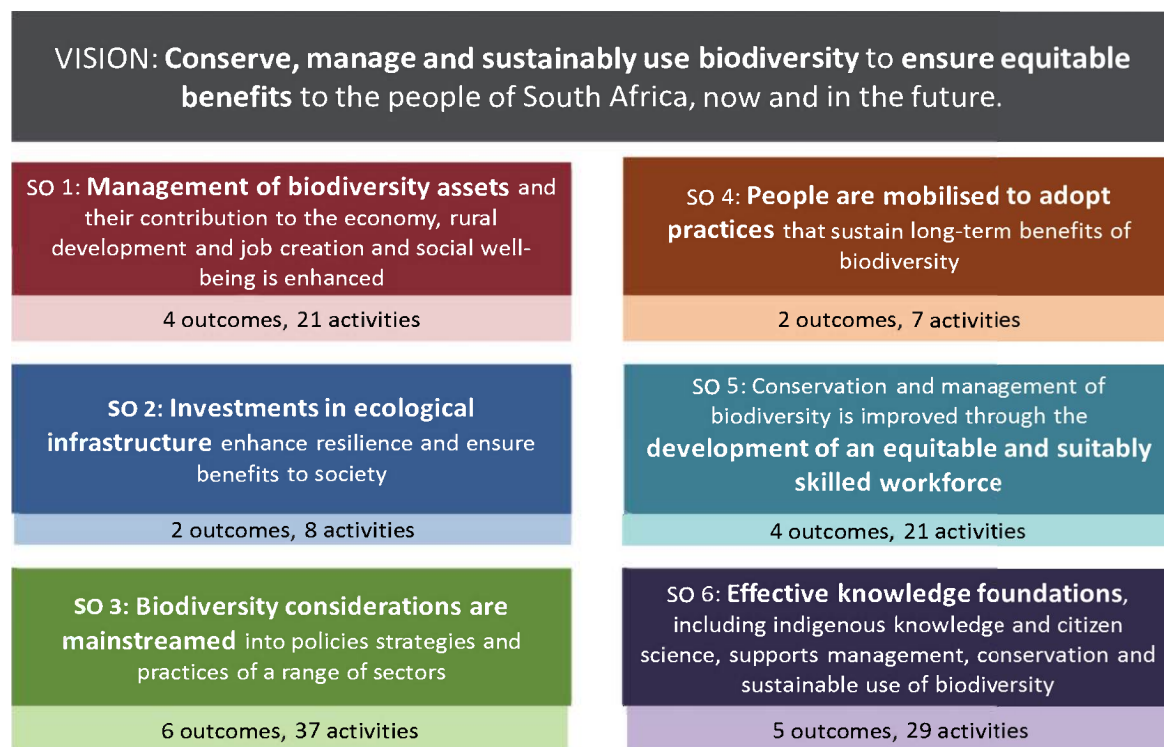 VISION: Conserve, manage and sustainably use biodiversity to ensure equitable
benefits to the people of South Africa, now and in the future.
SO 1: Management of biodiversity assets and
their contribution to the economy, rural
development and job creation and social well-
being is enhanced
4 outcomes, 21 activities
SO 2: Investments in ecological
infrastructure enhance resilience and ensure
benefits to society
2 outcomes, 8 activities
SO 3: Biodiversity considerations are
mainstreamed into policies strategies and
practices of a range of sectors
6 outcomes, 37 activities
SO 4: People are mobilised to adopt
practices that sustain long-term benefits of
biodiversity
2 outcomes, 7 activities
SO 5: Conservation and management of
biodiversity is improved through the
development of an equitable and suitably
skilled workforce
4 outcomes, 21 activities
SO 6: Effective knowledge foundations,
including indigenous knowledge and citizen
science, supports management, conservation and
sustainable use of biodiversity
5 outcomes, 29 activities